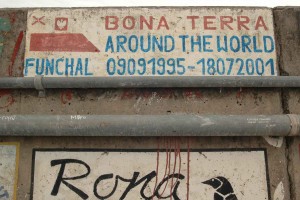 BONA TERRA
AROUND THE WORLD
FUNCHAL 09091995-18072001
Rona